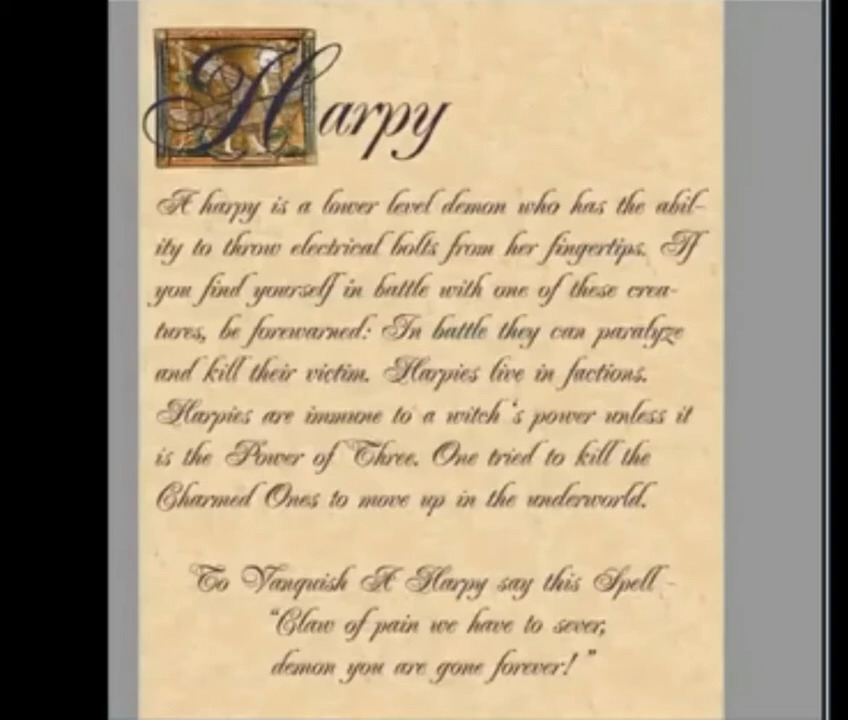 Harpy
A harpy is a lower level demon who has the abil-
ity to throw electrical bolts from her fingertips. If
you find yourself in battle with one of these crea-
tures, be forewarned: In battle they can paralyze
and kill their victim. Harpies live in factions.
Harpies are immune to a witch's power unless it
is the Power of Three. One tried to kill the
Charmed Ones to move up in the underworld.
To Vanquish A Harpy say this Spell-
"Claw of pain we have to sever,
demon you are gone forever!"